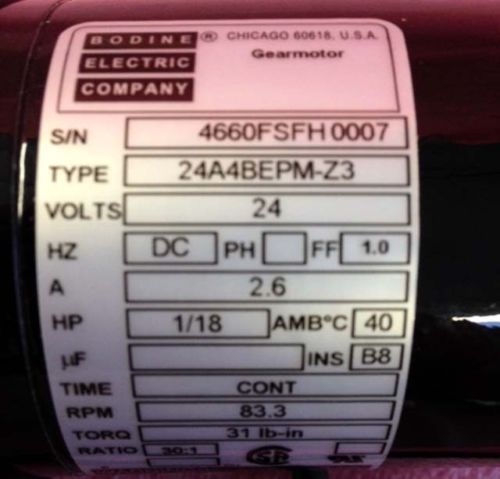 BODINE ® CHICAGO 60618, U.S.A.
ELECTRIC Gearmotor
COMPANY
S/N 4660FSFH 0007
TYPE 24A4BEPM-Z3
VOLTS 24
HZ DC PH FF 1.0
A 2.6
HP 1/18 AMB°C 40
µF INS B8
TIME CONT
RPM 83.3
TORQ 31 lb-in
RATIO 30:1